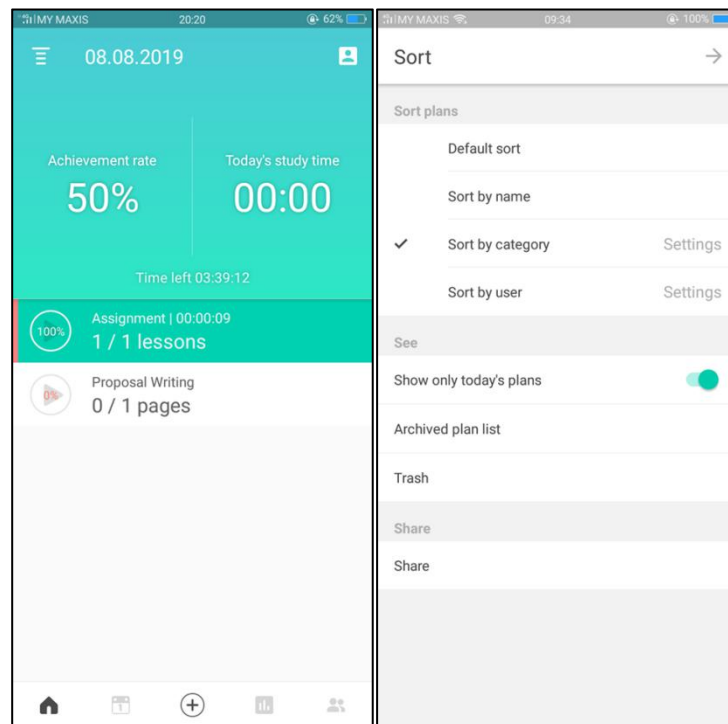 MY MAXIS 20:20 62%
08.08.2019
Achievement rate
50%
Today's study time
00:00
Time left 03:39:12
100%
Assignment | 00:00:09
1 / 1 lessons
0%
Proposal Writing
0 / 1 pages
1
MY MAXIS 09:34 100%
Sort
Sort plans
Default sort
Sort by name
Sort by category Settings
Sort by user Settings
See
Show only today's plans
Archived plan list
Trash
Share
Share